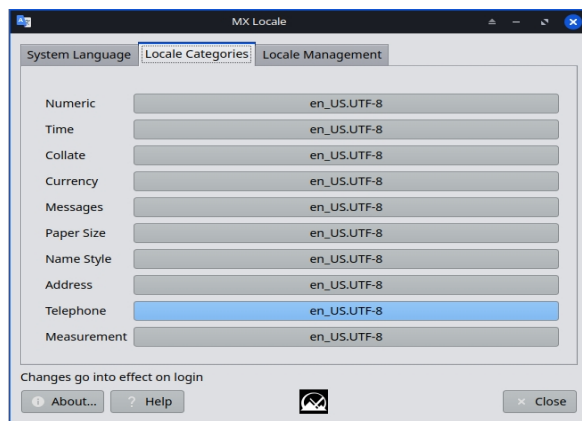 MX Locale
System Language Locale Categories Locale Management
Numeric en_US.UTF-8
Time en_US.UTF-8
Collate en_US.UTF-8
Currency en_US.UTF-8
Messages en_US.UTF-8
Paper Size en_US.UTF-8
Name Style en_US.UTF-8
Address en_US.UTF-8
Telephone en_US.UTF-8
Measurement en_US.UTF-8
Changes go into effect on login
About... ? Help Close